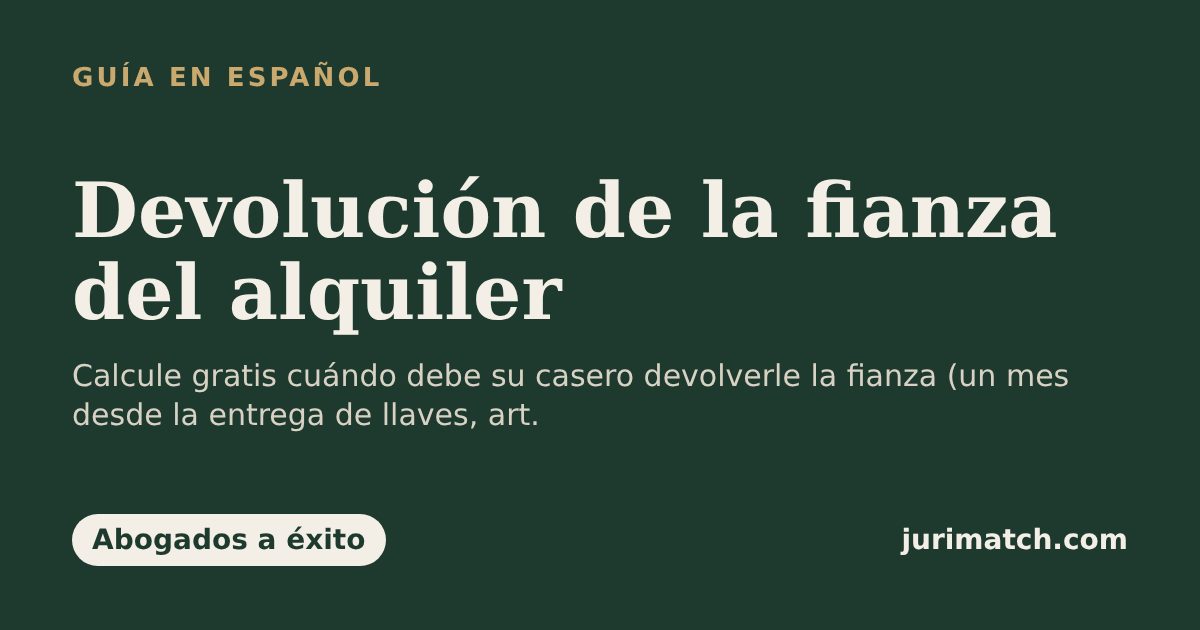 GUÍA EN ESPAÑOL
Devolución de la fianza
del alquiler
Calcule gratis cuándo debe su casero devolverle la fianza (un mes
desde la entrega de llaves, art.
Abogados a éxito
jurimatch.com